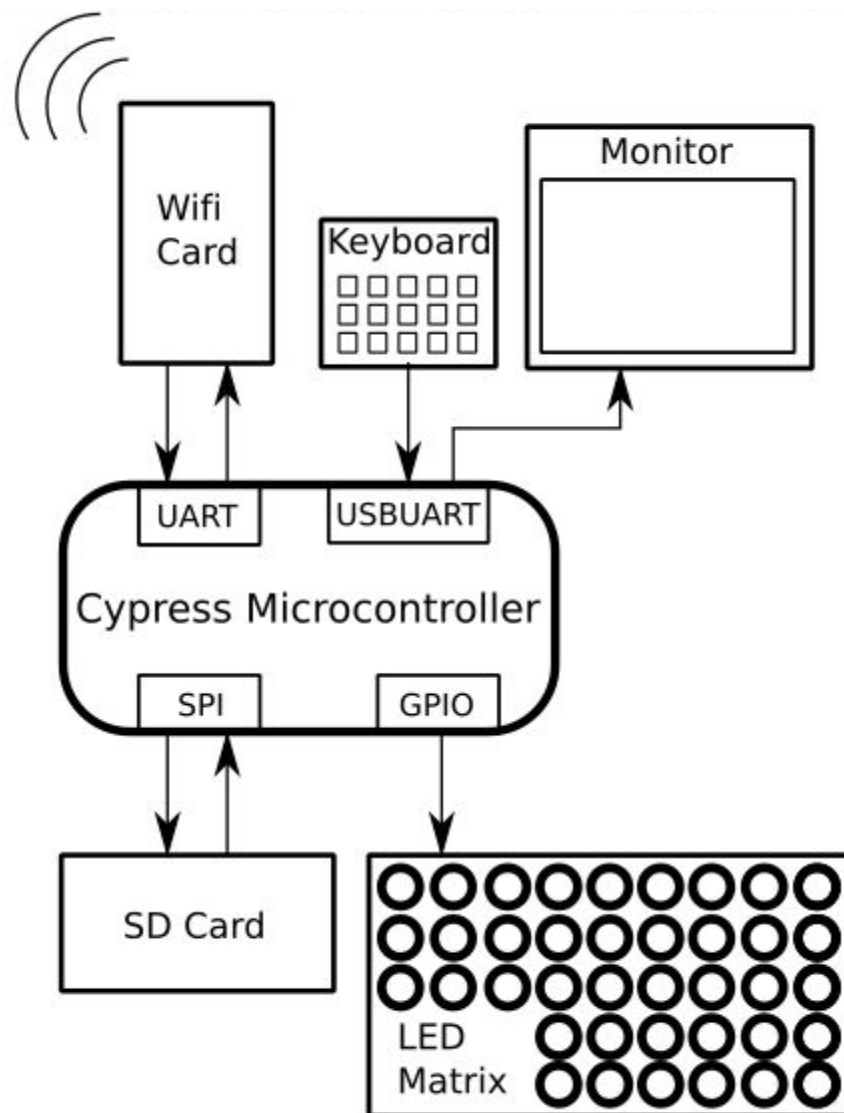 Wifi
Card
Keyboard
Monitor
UART
USBUART
Cypress Microcontroller
SPI
GPIO
SD Card
LED
Matrix